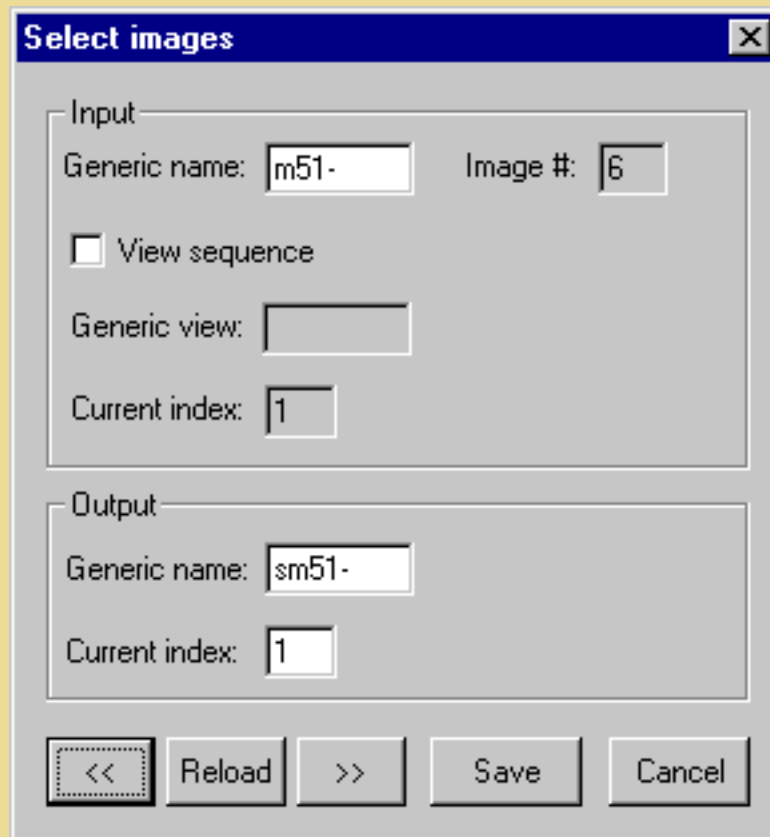 Select images
Input
Generic name: m51- Image #: 6
View sequence
Generic view:
Current index: 1
Output
Generic name: sm51-
Current index: 1
<< Reload >> Save Cancel